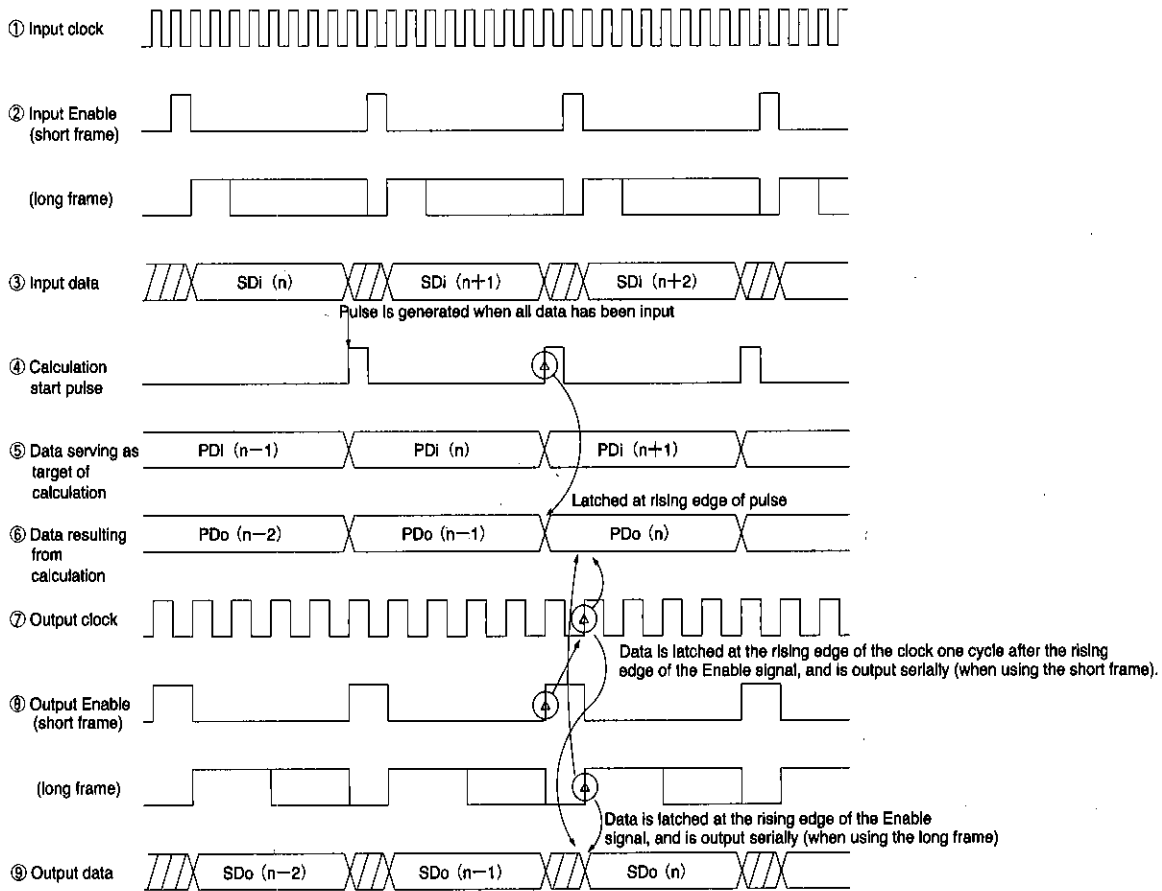 ① Input clock
② Input Enable
(short frame)
(long frame)
③ Input data
SDi (n)
SDi (n+1)
SDi (n+2)
Pulse is generated when all data has been input
④ Calculation
start pulse
⑤ Data serving as
target of
calculation
PDI (n−1)
PDi (n)
PDi (n+1)
Latched at rising edge of pulse
⑥ Data resulting
from
calculation
PDo (n−2)
PDo (n−1)
PDo (n)
⑦ Output clock
Data is latched at the rising edge of the clock one cycle after the rising
edge of the Enable signal, and is output serially (when using the short frame).
⑧ Output Enable
(short frame)
(long frame)
Data is latched at the rising edge of the Enable
signal, and is output serially (when using the long frame)
⑨ Output data
SDo (n−2)
SDo (n−1)
SDo (n)